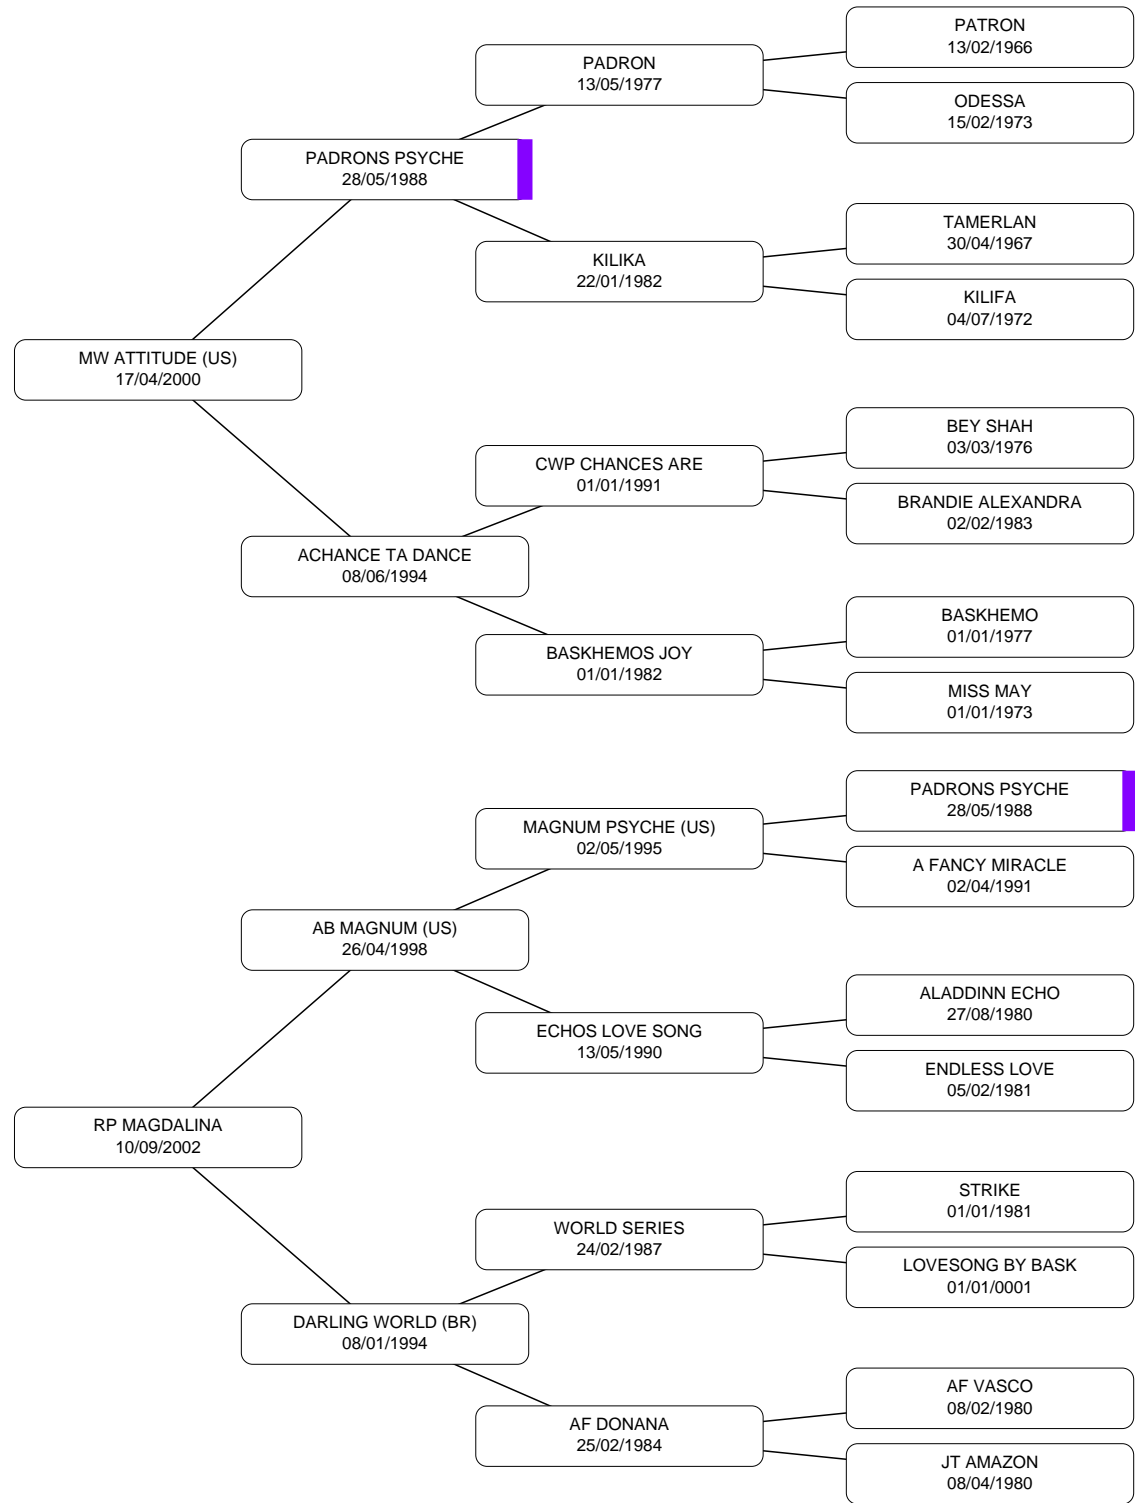 PATRON
13/02/1966
PADRON
13/05/1977
ODESSA
15/02/1973
PADRONS PSYCHE
28/05/1988
TAMERLAN
30/04/1967
KILIKA
22/01/1982
KILIFA
04/07/1972
MW ATTITUDE (US)
17/04/2000
BEY SHAH
03/03/1976
CWP CHANCES ARE
01/01/1991
BRANDIE ALEXANDRA
02/02/1983
ACHANCE TA DANCE
08/06/1994
BASKHEMO
01/01/1977
BASKHEMOS JOY
01/01/1982
MISS MAY
01/01/1973
PADRONS PSYCHE
28/05/1988
MAGNUM PSYCHE (US)
02/05/1995
A FANCY MIRACLE
02/04/1991
AB MAGNUM (US)
26/04/1998
ALADDINN ECHO
27/08/1980
ECHOS LOVE SONG
13/05/1990
ENDLESS LOVE
05/02/1981
RP MAGDALINA
10/09/2002
STRIKE
01/01/1981
WORLD SERIES
24/02/1987
LOVESONG BY BASK
01/01/0001
DARLING WORLD (BR)
08/01/1994
AF VASCO
08/02/1980
AF DONANA
25/02/1984
JT AMAZON
08/04/1980